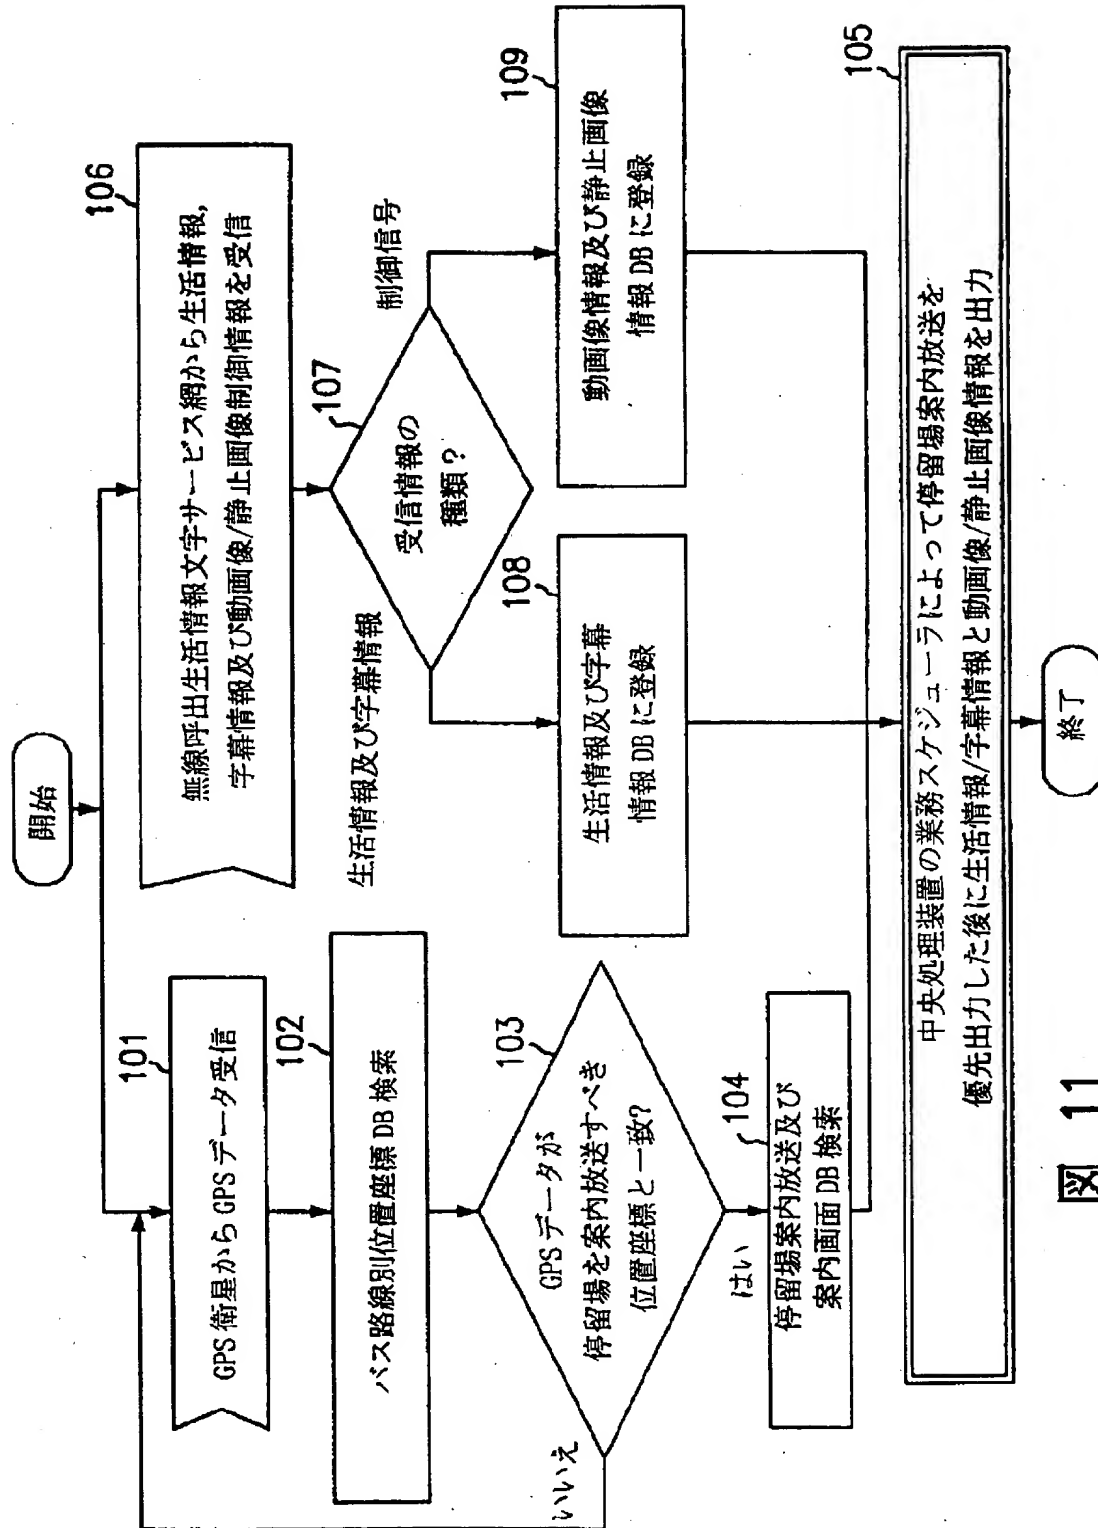 開始
101
GPS衛星からGPSデータ受信
102
バス路線別位置座標 DB 検索
103
GPS データが
停留場を案内放送すべき
位置座標と一致?
いいえ
はい
104
停留場案内放送及び
案内画面 DB 検索
106
無線呼出生活情報文字サービス網から生活情報,
字幕情報及び動画像/静止画像制御情報を受信
107
受信情報の
種類?
生活情報及び字幕情報
制御信号
108
生活情報及び字幕
情報 DB に登録
109
動画像情報及び静止画像
情報 DB に登録
105
中央処理装置の業務スケジューラによって停留場案内放送を
優先出力した後に生活情報/字幕情報と動画像/静止画像情報を出力
終了
図 11